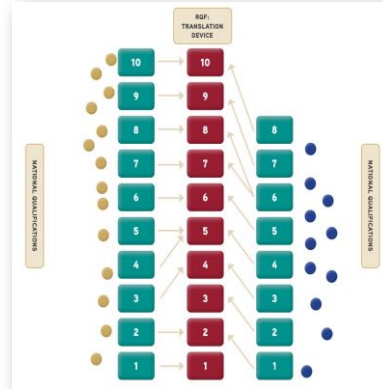 RQF:
TRANSLATION
DEVICE
10 10
9 9
8 8 8
7 7 7
6 6 6
5 5 5
4 4 4
3 3 3
2 2 2
1 1 1
NATIONAL QUALIFICATIONS
NATIONAL QUALIFICATIONS